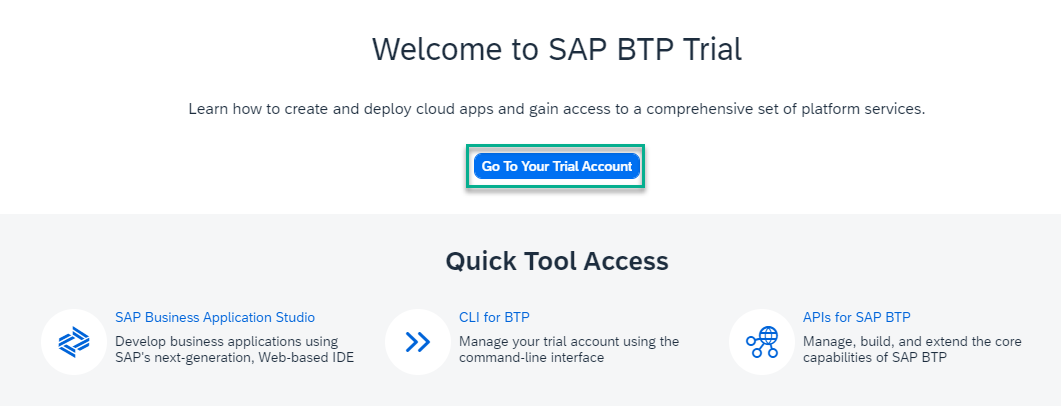 Welcome to SAP BTP Trial
Learn how to create and deploy cloud apps and gain access to a comprehensive set of platform services.
Go To Your Trial Account
Quick Tool Access
SAP Business Application Studio
Develop business applications using
SAP's next-generation, Web-based IDE
CLI for BTP
Manage your trial account using the
command-line interface
APIs for SAP BTP
Manage, build, and extend the core
capabilities of SAP BTP